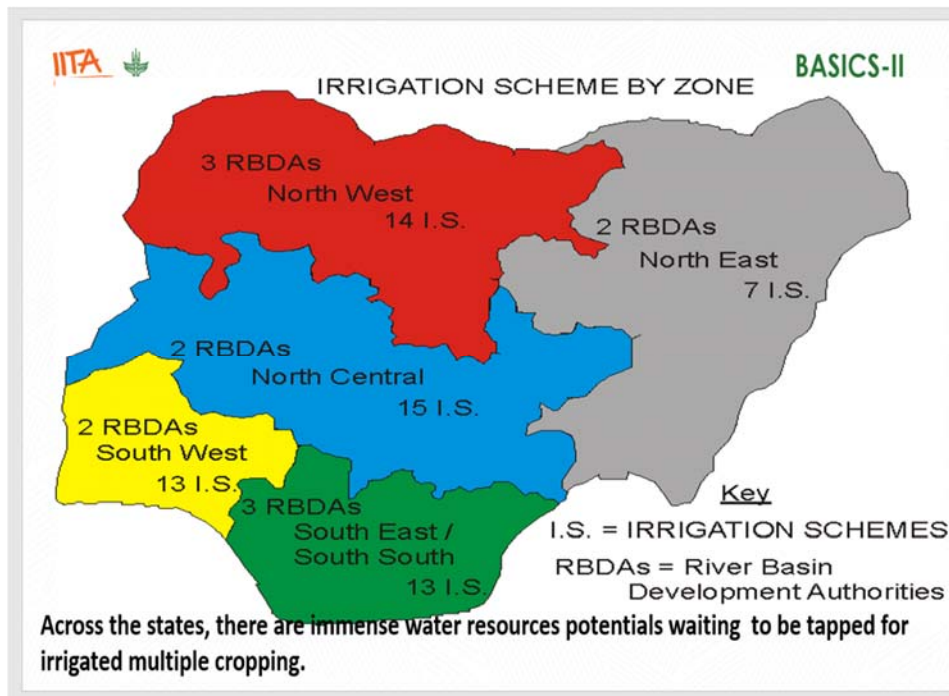 IITA
BASICS-II
IRRIGATION SCHEME BY ZONE
3 RBDAs
North West
14 I.S.
2 RBDAs
North East
7 I.S.
2 RBDAs
North Central
15 I.S.
2 RBDAs
South West
13 I.S.
3 RBDAs
South East /
South South
13 I.S.
Key
I.S. = IRRIGATION SCHEMES
RBDAs = River Basin
Development Authorities
Across the states, there are immense water resources potentials waiting to be tapped for
irrigated multiple cropping.